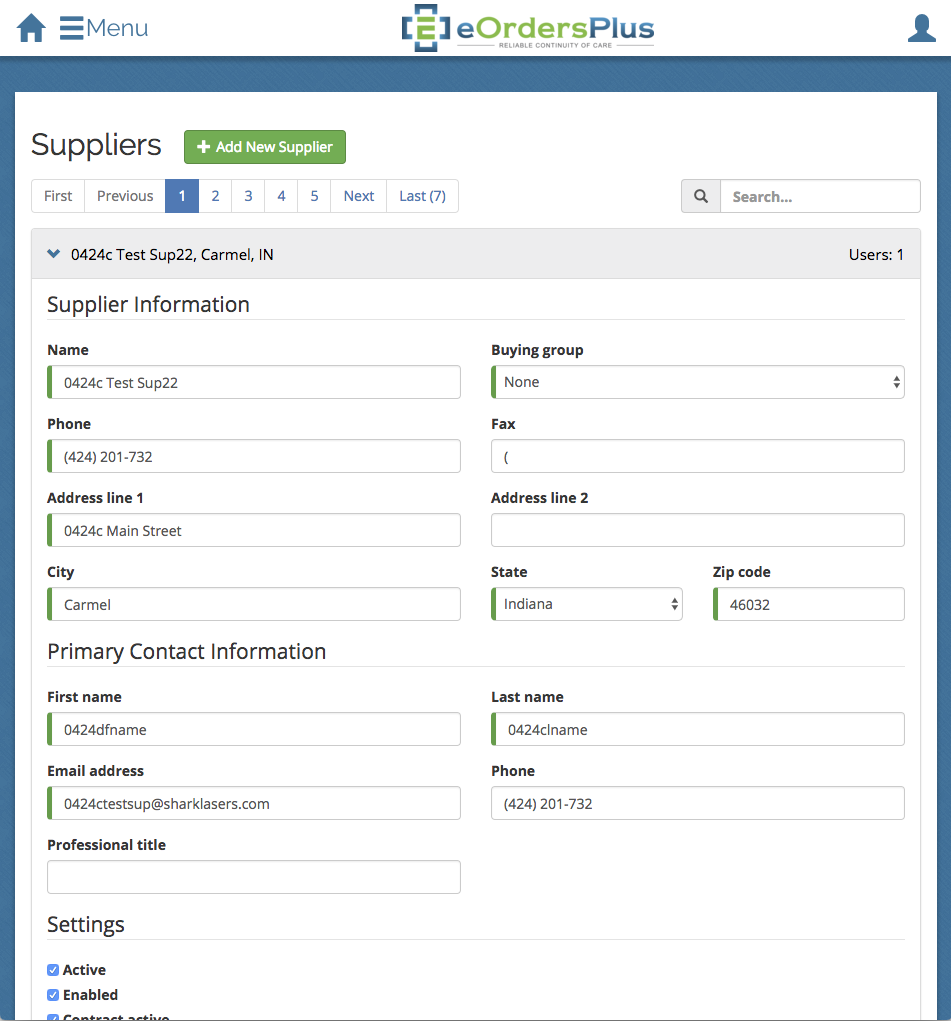 Menu
eOrdersPlus
RELIABLE CONTINUITY OF CARE
Suppliers
Add New Supplier
First Previous 1 2 3 4 5 Next Last (7)
Search...
0424c Test Sup22, Carmel, IN Users: 1
Supplier Information
Name Buying group
0424c Test Sup22 None
Phone Fax
(424) 201-732 (
Address line 1 Address line 2
0424c Main Street
City State Zip code
Carmel Indiana 46032
Primary Contact Information
First name Last name
0424dfname 0424clname
Email address Phone
0424ctestsup@sharklasers.com (424) 201-732
Professional title
Settings
Active
Enabled
Contract active